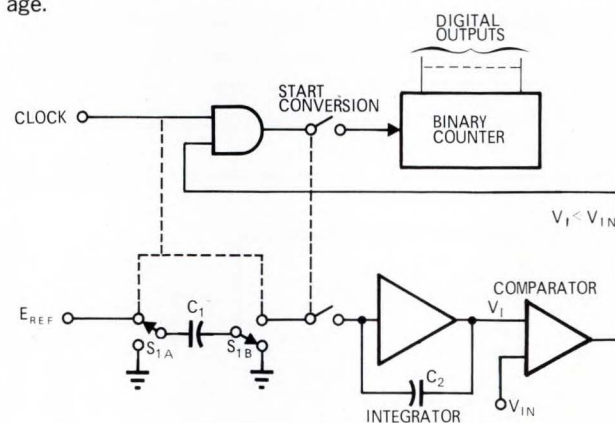 age.
DIGITAL
OUTPUTS
START
CONVERSION
CLOCK
BINARY
COUNTER
V_I < V_IN
E_REF
C_1
S_1A
S_1B
V_I
COMPARATOR
C_2
INTEGRATOR
V_IN